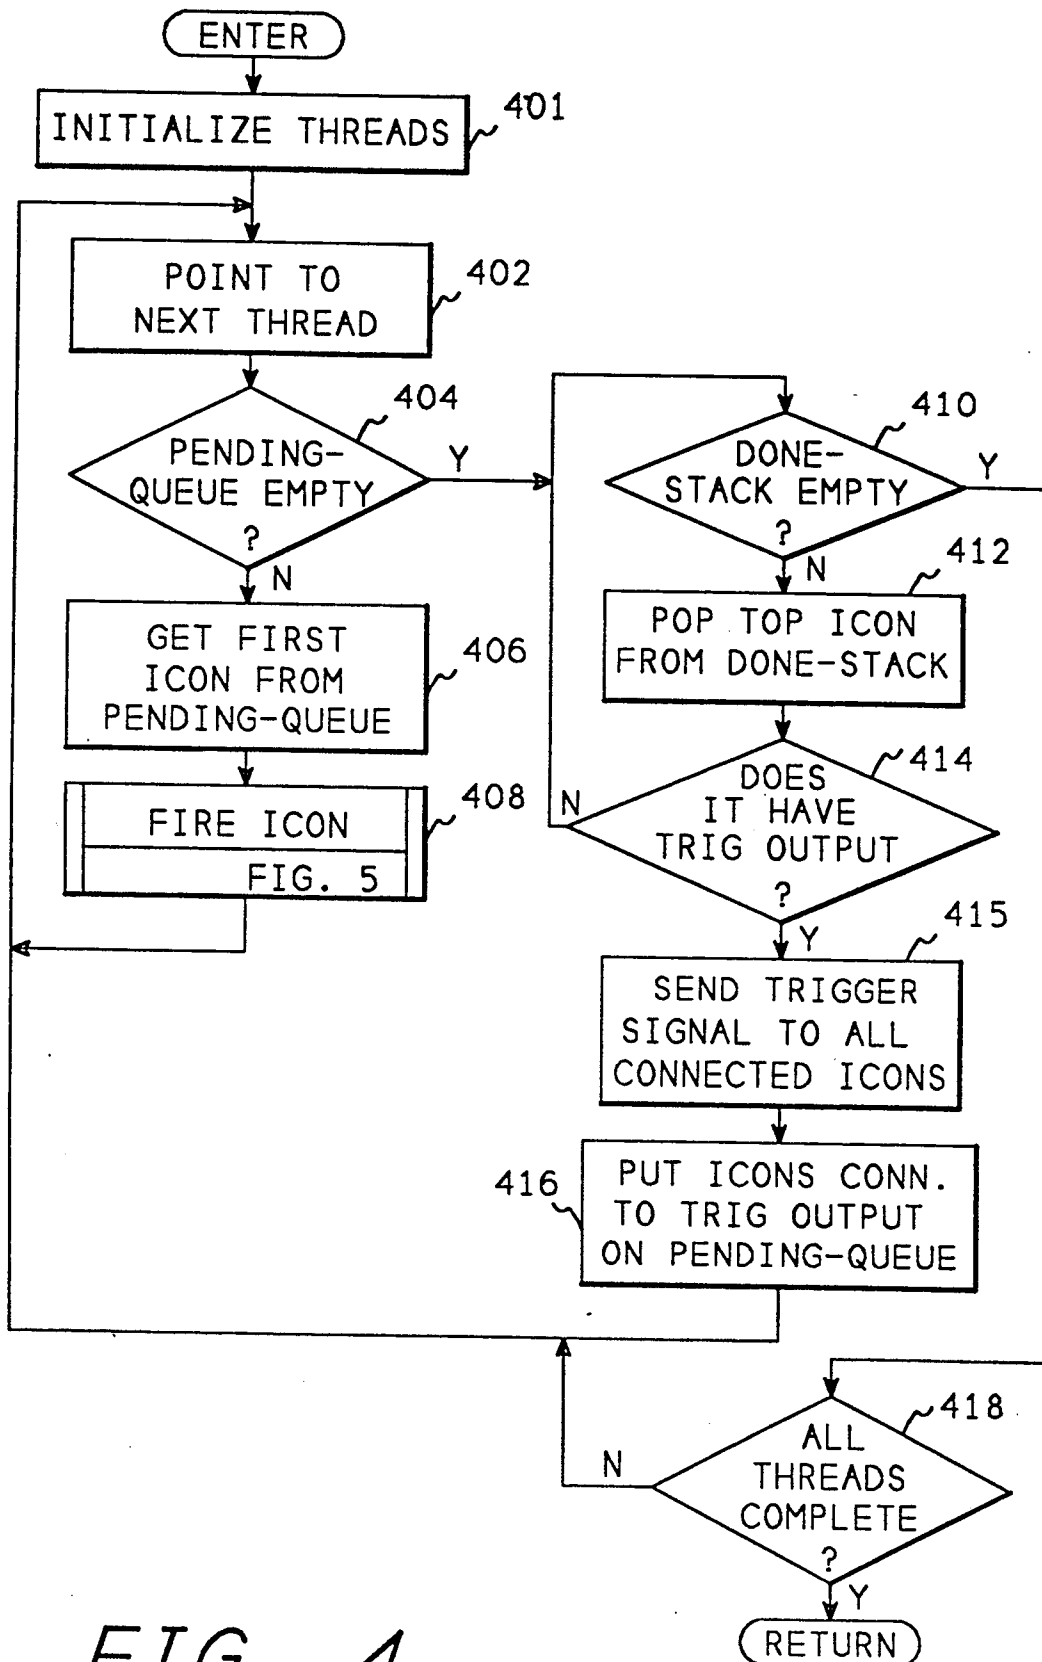 ENTER
INITIALIZE THREADS
401
POINT TO
NEXT THREAD
402
PENDING-
QUEUE EMPTY
?
404
Y
N
GET FIRST
ICON FROM
PENDING-QUEUE
406
FIRE ICON
FIG. 5
408
DONE-
STACK EMPTY
?
410
Y
N
POP TOP ICON
FROM DONE-STACK
412
DOES
IT HAVE
TRIG OUTPUT
?
414
N
Y
SEND TRIGGER
SIGNAL TO ALL
CONNECTED ICONS
415
PUT ICONS CONN.
TO TRIG OUTPUT
ON PENDING-QUEUE
416
ALL
THREADS
COMPLETE
?
418
N
Y
RETURN
FIG. 4